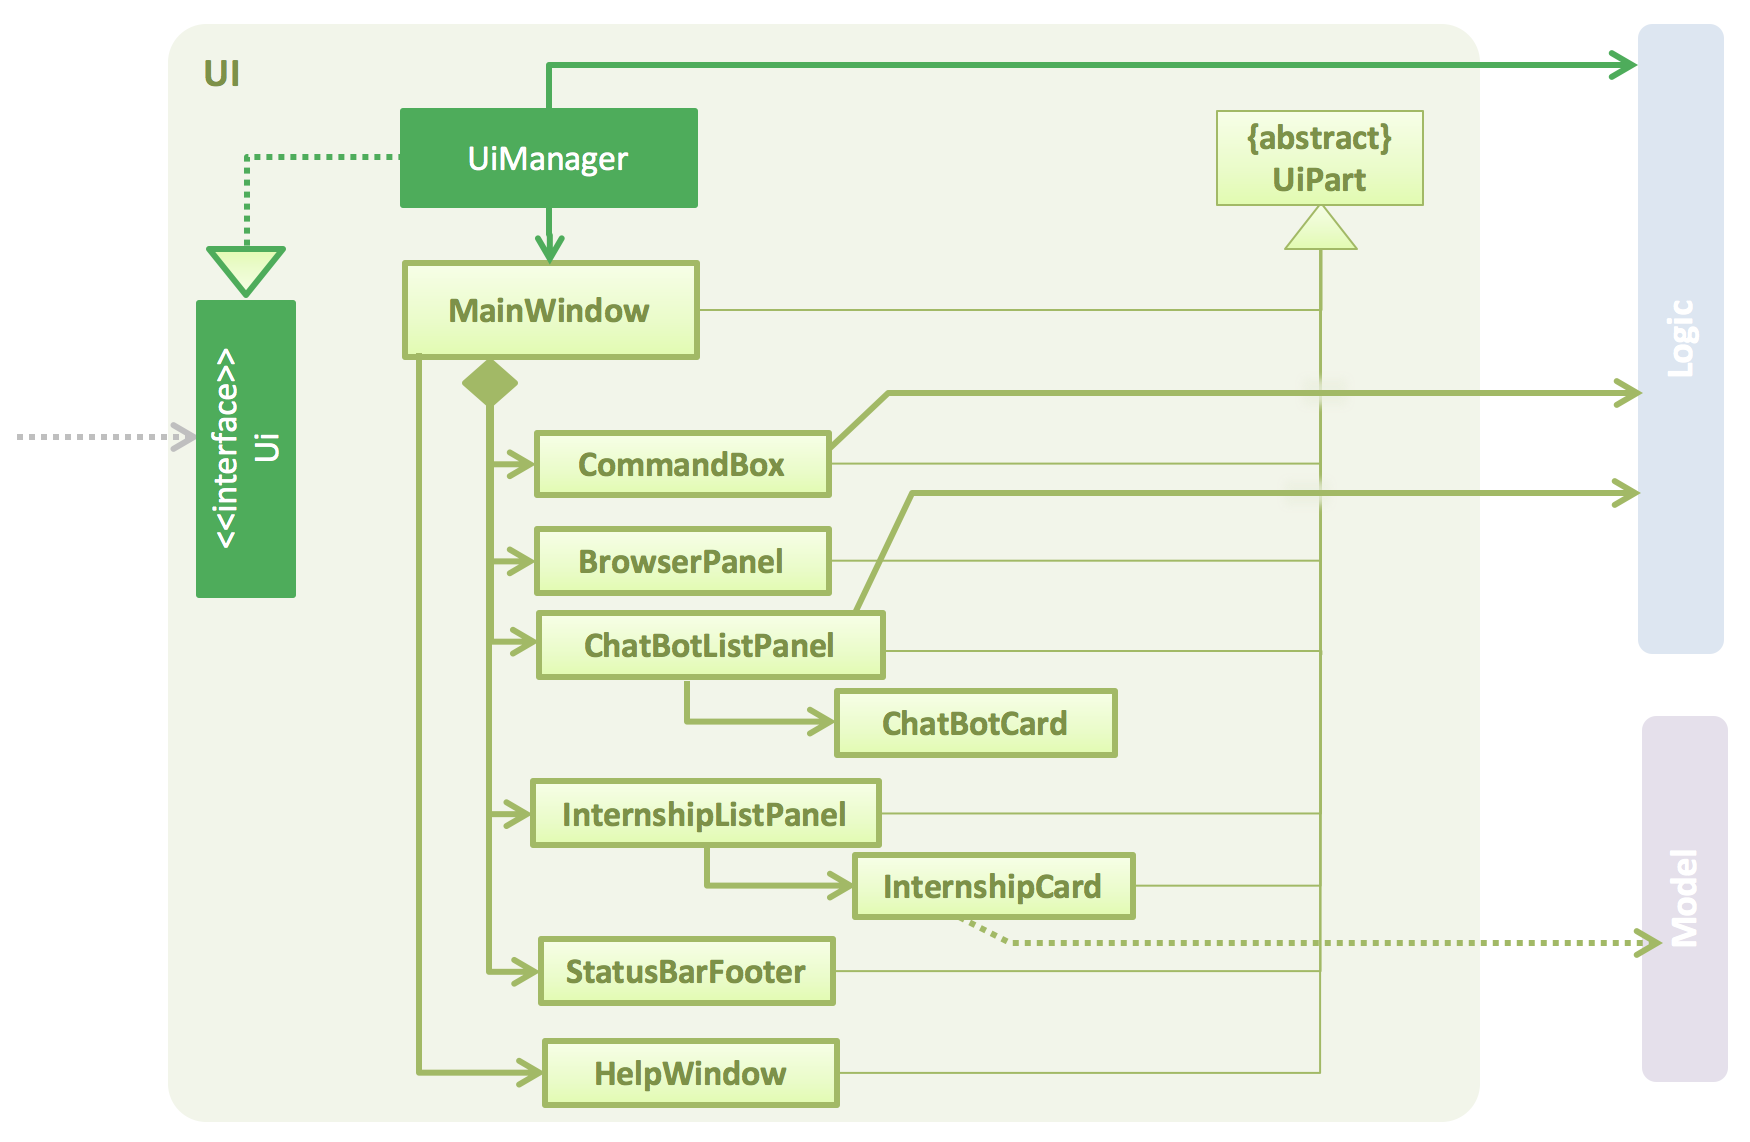 UI
UiManager
{abstract}
UiPart
MainWindow
<<interface>>
Ui
Logic
CommandBox
BrowserPanel
ChatBotListPanel
ChatBotCard
InternshipListPanel
InternshipCard
Model
StatusBarFooter
HelpWindow